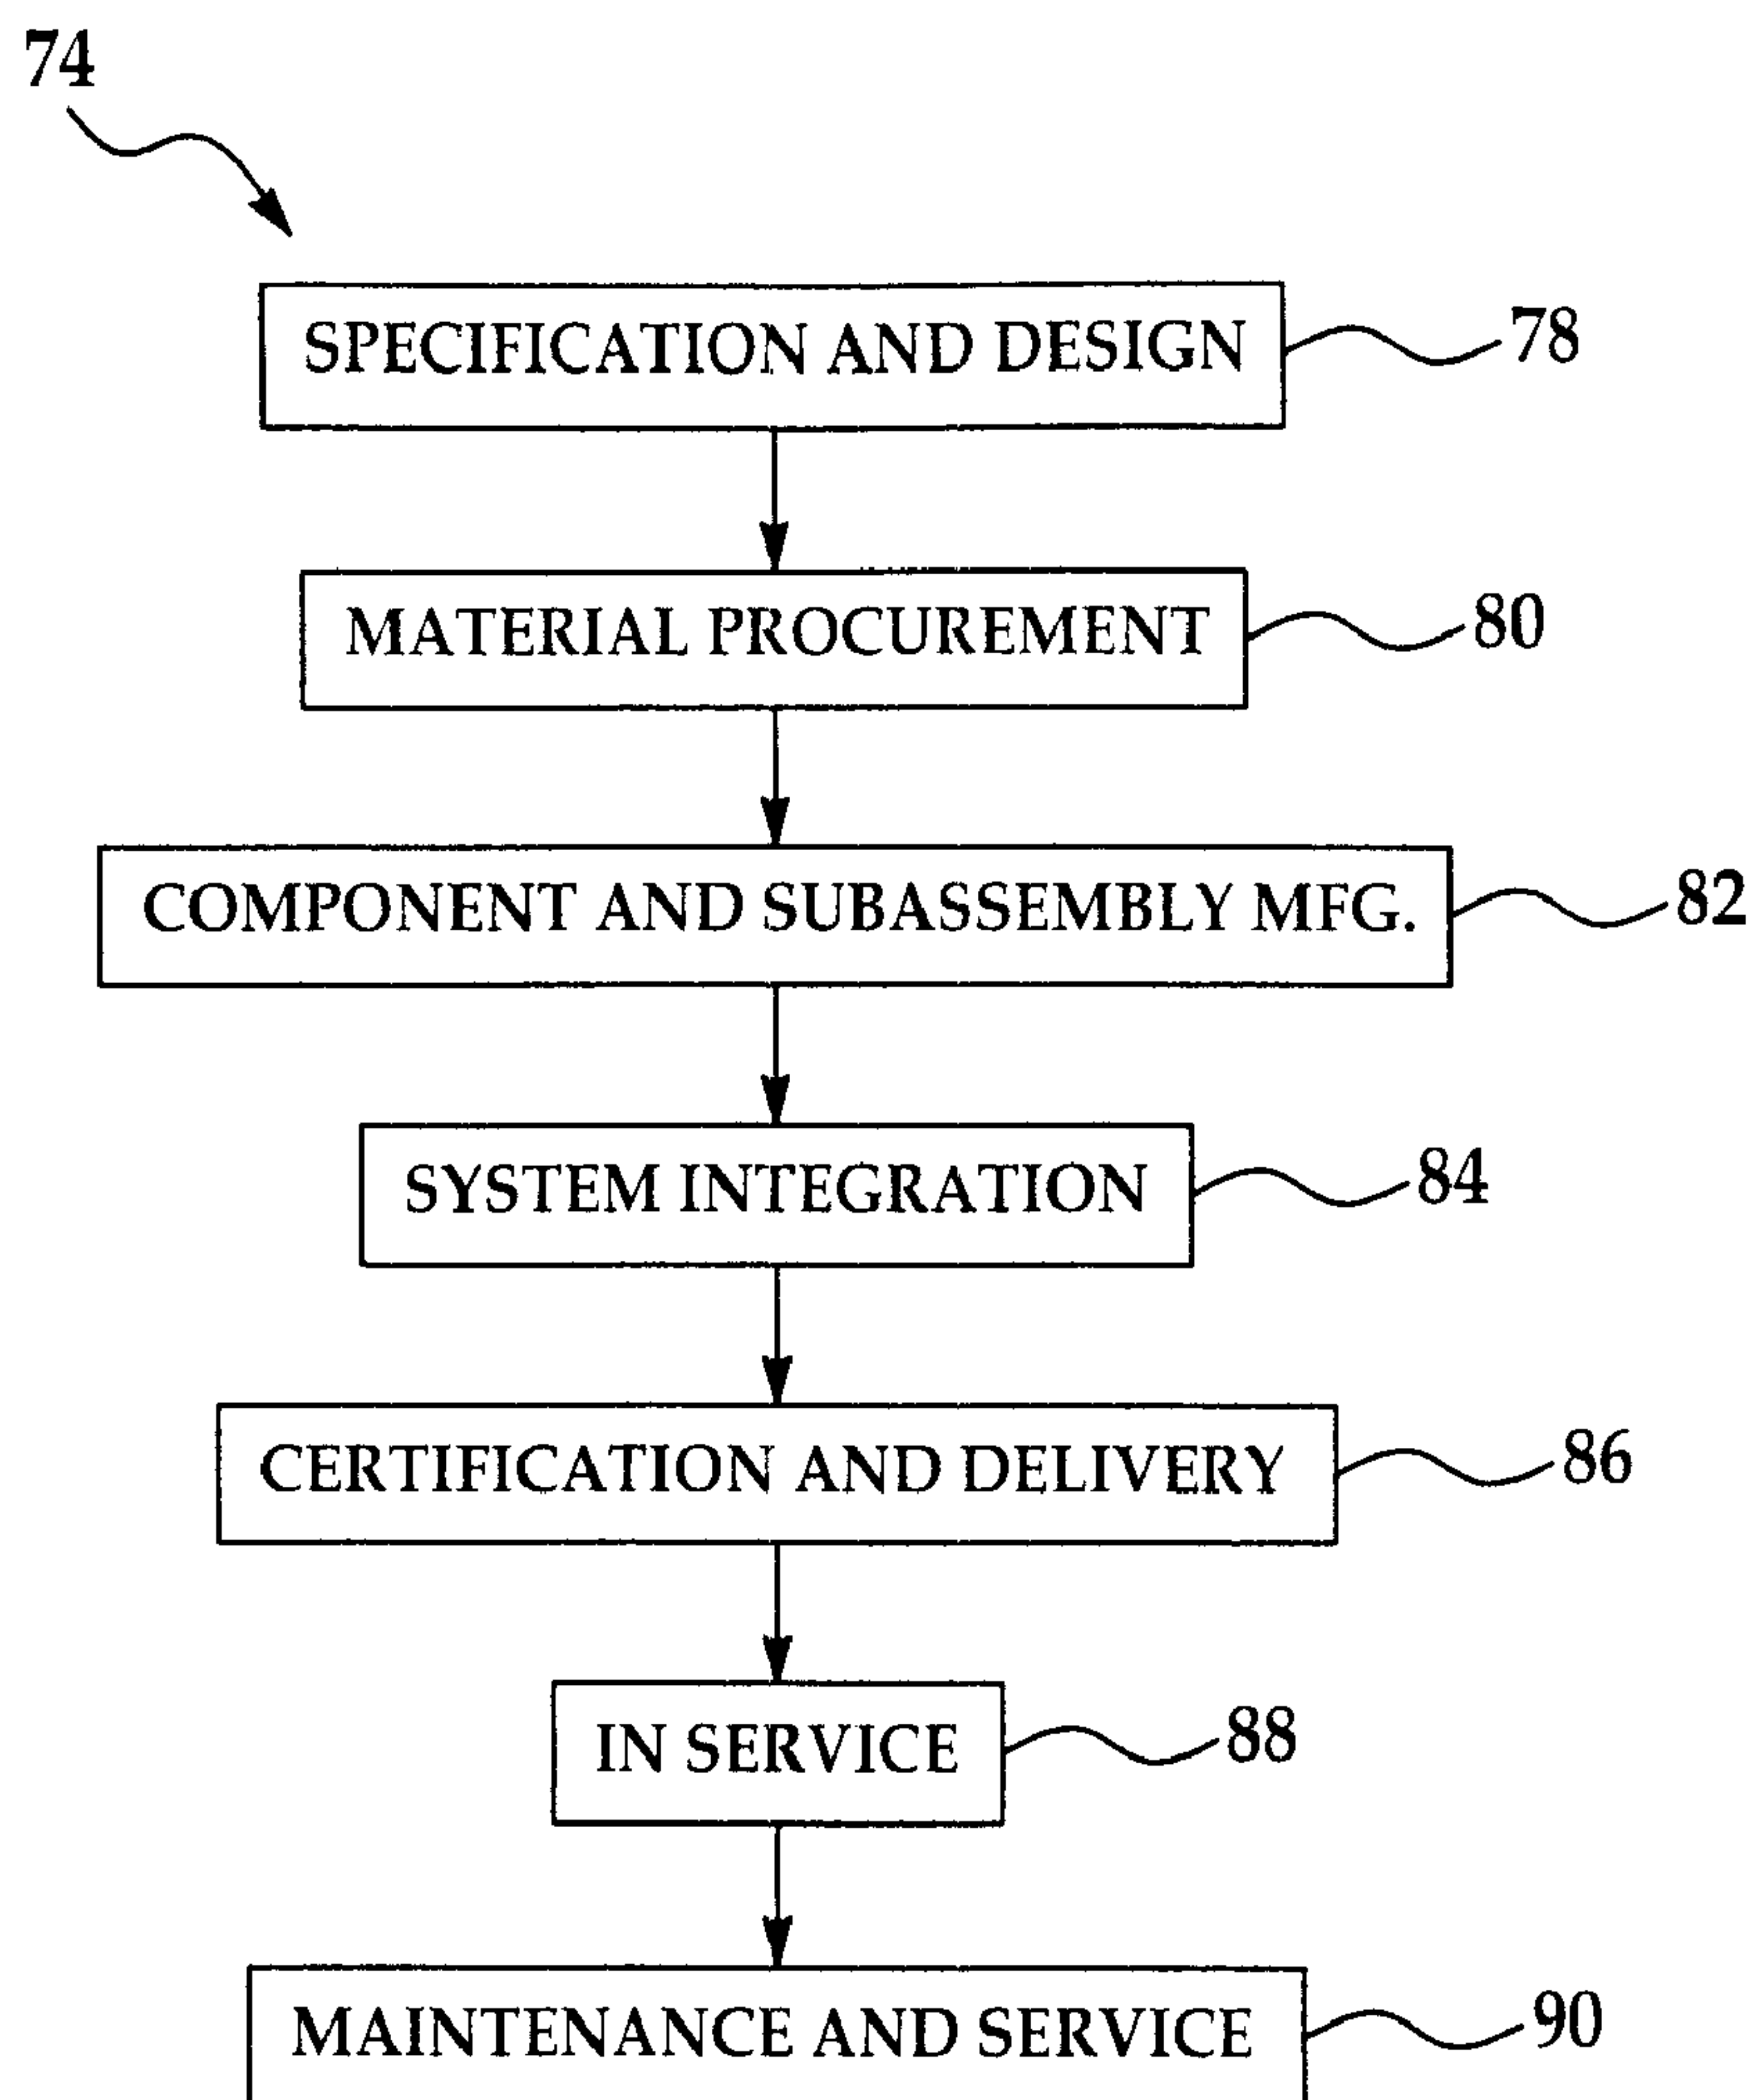 74
SPECIFICATION AND DESIGN 78
MATERIAL PROCUREMENT 80
COMPONENT AND SUBASSEMBLY MFG. 82
SYSTEM INTEGRATION 84
CERTIFICATION AND DELIVERY 86
IN SERVICE 88
MAINTENANCE AND SERVICE 90